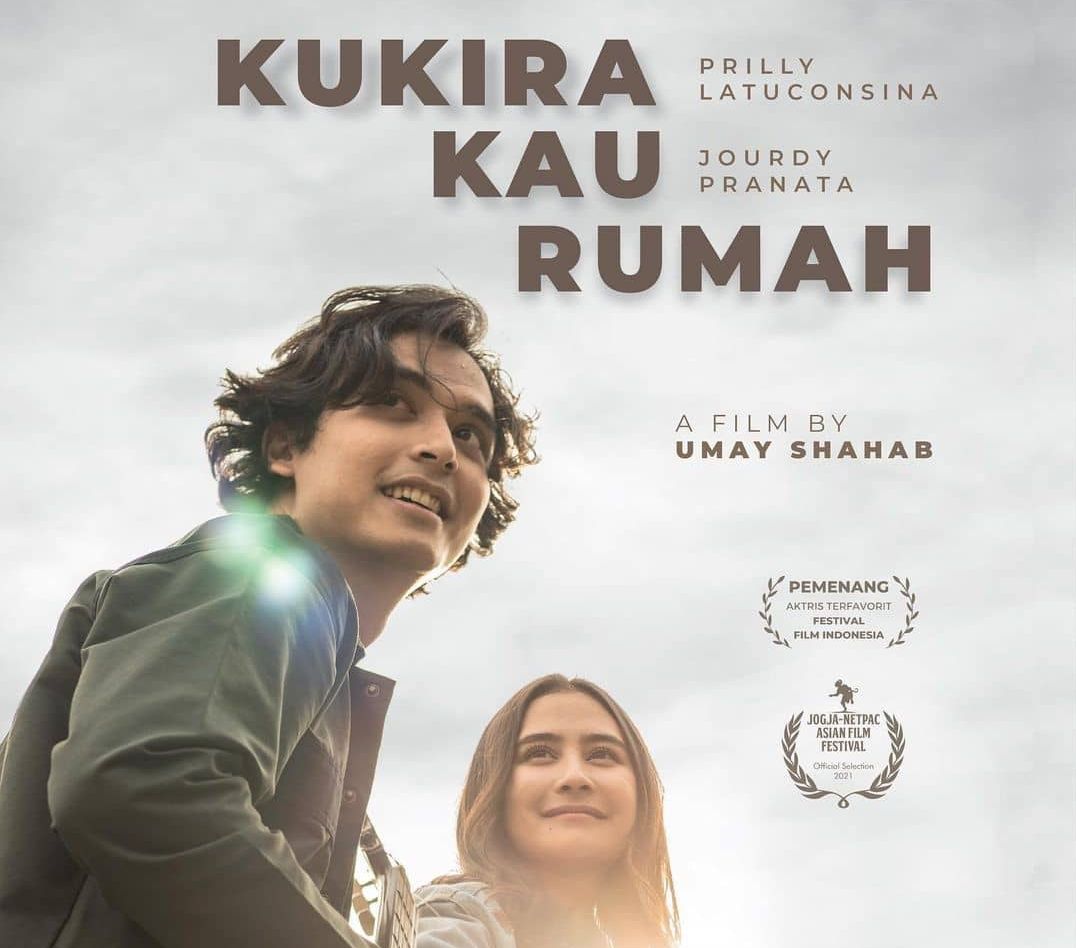 KUKIRA
KAU
RUMAH
PRILLY
LATUCONSINA
JOURDY
PRANATA
A FILM BY
UMAY SHAHAB
PEMENANG
AKTRIS TERFAVORIT
FESTIVAL
FILM INDONESIA
JOGJA-NETPAC
ASIAN FILM
FESTIVAL
Official Selection
2021